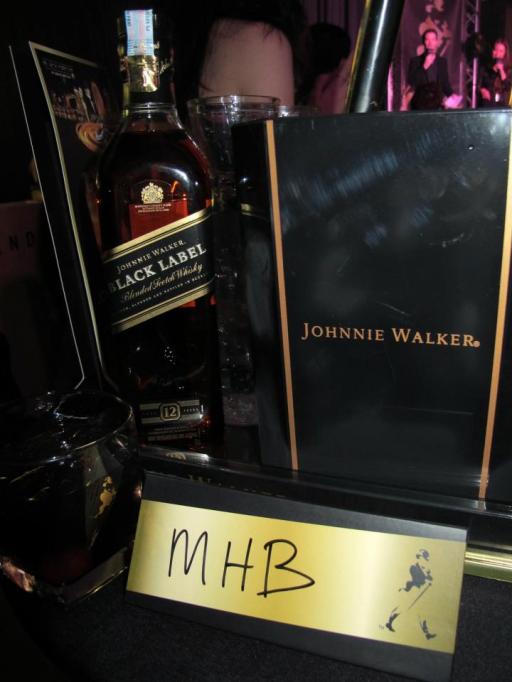 JOHNNIE WALKER.
BLACK LABEL
Blended Scotch Whisky
12
JOHNNIE WALKER
MHB